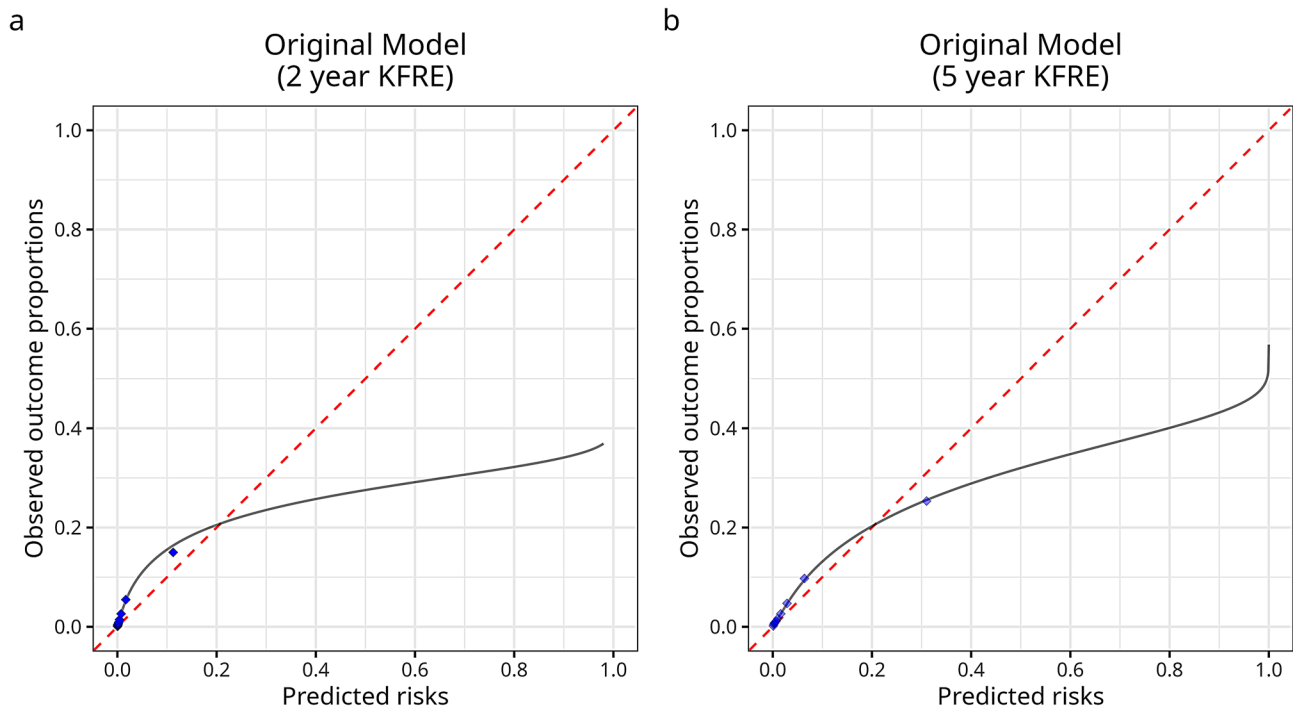 a
Original Model
(2 year KFRE)
Observed outcome proportions
1.0
0.8
0.6
0.4
0.2
0.0
0.0 0.2 0.4 0.6 0.8 1.0
Predicted risks
b
Original Model
(5 year KFRE)
Observed outcome proportions
1.0
0.8
0.6
0.4
0.2
0.0
0.0 0.2 0.4 0.6 0.8 1.0
Predicted risks